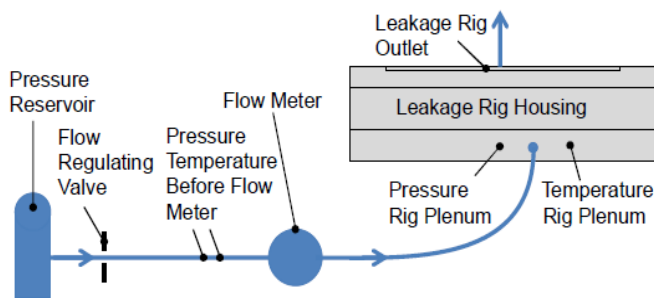 Leakage Rig
Outlet
Pressure
Reservoir
Flow
Regulating
Valve
Pressure
Temperature
Before Flow
Meter
Flow Meter
Leakage Rig Housing
Pressure
Rig Plenum
Temperature
Rig Plenum